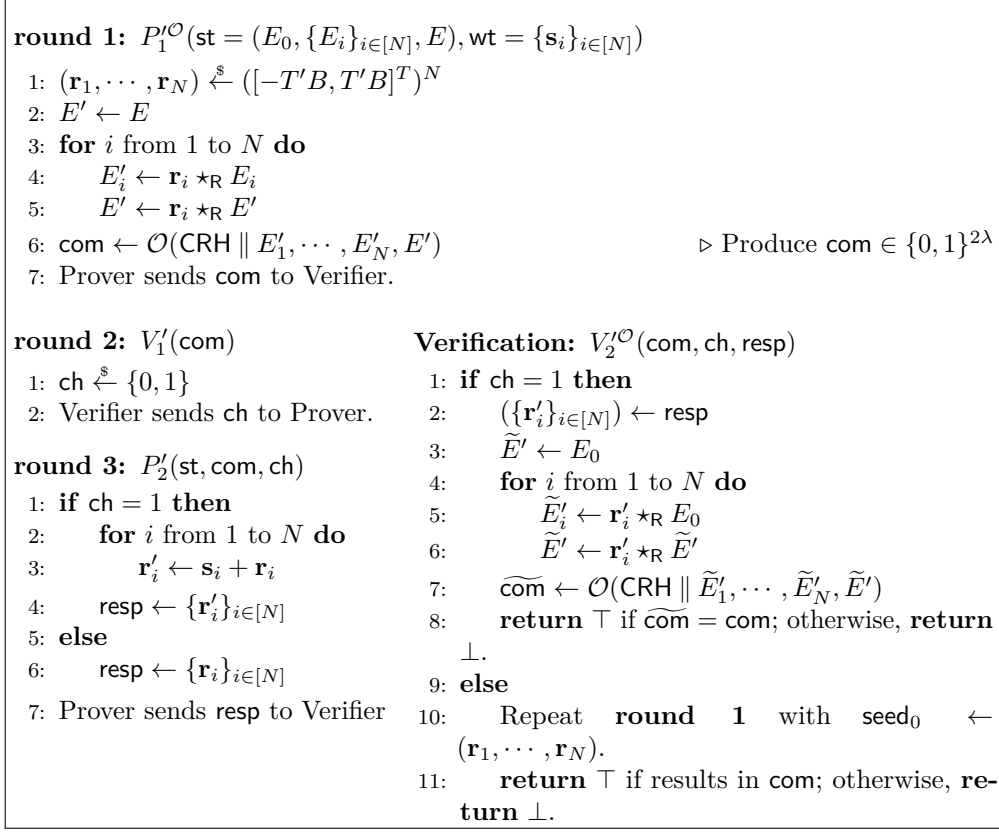 round 1: P′₁^𝒪(st = (E₀, {Eᵢ}ᵢ∈[N], E), wt = {sᵢ}ᵢ∈[N])
1: (r₁, ⋯ , r_N) ←$ ([−T′B, T′B]^T)^N
2: E′ ← E
3: for i from 1 to N do
4: E′ᵢ ← rᵢ ⋆_R Eᵢ
5: E′ ← rᵢ ⋆_R E′
6: com ← 𝒪(CRH ∥ E′₁, ⋯ , E′_N, E′) ▷ Produce com ∈ {0, 1}^{2λ}
7: Prover sends com to Verifier.
round 2: V′₁(com)
1: ch ←$ {0, 1}
2: Verifier sends ch to Prover.
round 3: P′₂(st, com, ch)
1: if ch = 1 then
2: for i from 1 to N do
3: r′ᵢ ← sᵢ + rᵢ
4: resp ← {r′ᵢ}ᵢ∈[N]
5: else
6: resp ← {rᵢ}ᵢ∈[N]
7: Prover sends resp to Verifier
Verification: V′₂^𝒪(com, ch, resp)
1: if ch = 1 then
2: ({r′ᵢ}ᵢ∈[N]) ← resp
3: Ẽ′ ← E₀
4: for i from 1 to N do
5: Ẽ′ᵢ ← r′ᵢ ⋆_R E₀
6: Ẽ′ ← r′ᵢ ⋆_R Ẽ′
7: c͠om ← 𝒪(CRH ∥ Ẽ′₁, ⋯ , Ẽ′_N, Ẽ′)
8: return ⊤ if c͠om = com; otherwise, return
⊥.
9: else
10: Repeat round 1 with seed₀ ←
(r₁, ⋯ , r_N).
11: return ⊤ if results in com; otherwise, re-
turn ⊥.